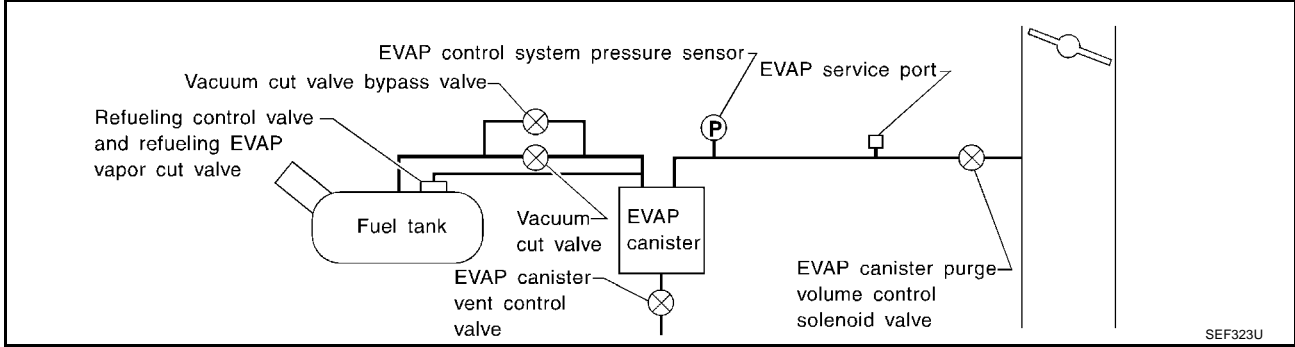 EVAP control system pressure sensor
EVAP service port
Vacuum cut valve bypass valve
Refueling control valve
and refueling EVAP
vapor cut valve
P
Fuel tank
Vacuum
cut valve
EVAP
canister
EVAP canister
vent control
valve
EVAP canister purge
volume control
solenoid valve
SEF323U